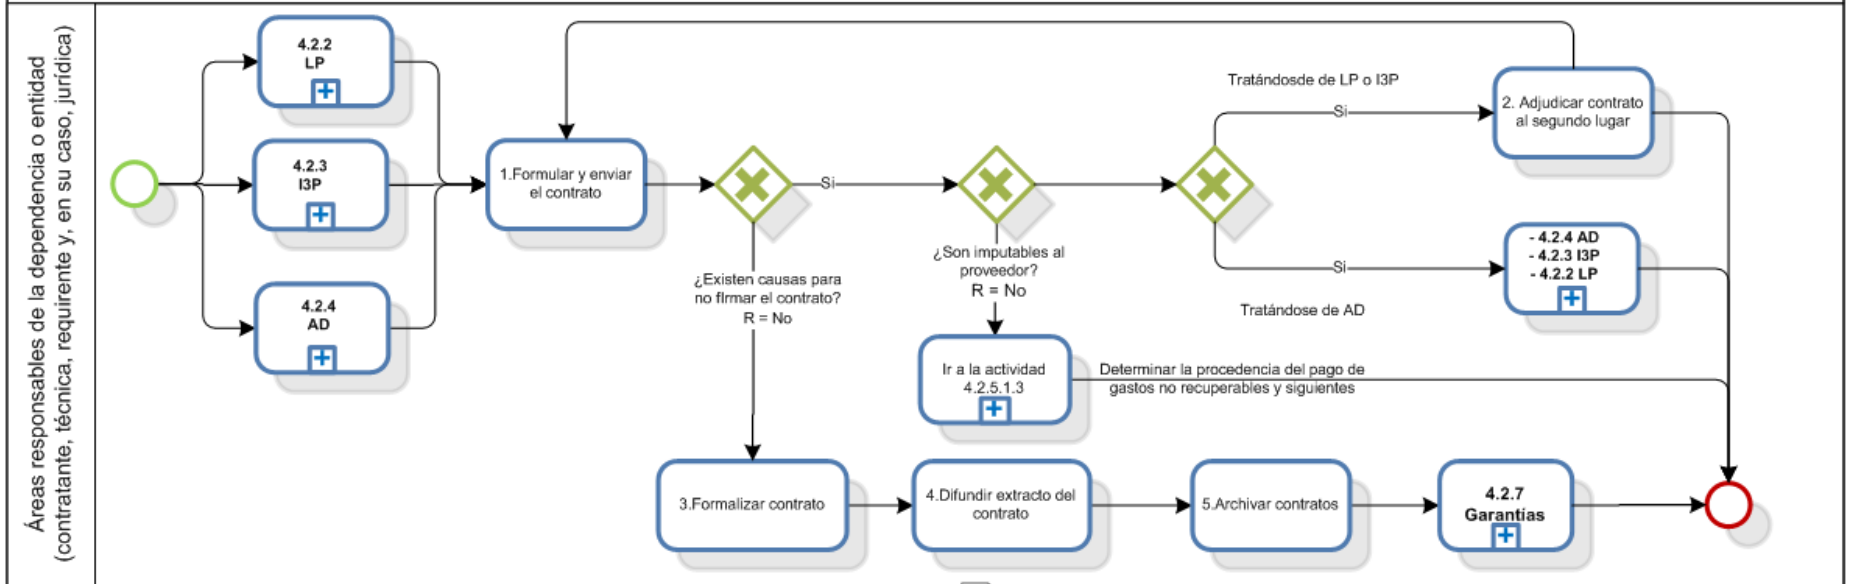 Áreas responsables de la dependencia o entidad
(contratante, técnica, requirente y, en su caso, jurídica)
4.2.2
LP
4.2.3
I3P
4.2.4
AD
1.Formular y enviar
el contrato
Si
¿Existen causas para
no fIrmar el contrato?
R = No
¿Son imputables al
proveedor?
R = No
Tratándosde de LP o I3P
Si
2. Adjudicar contrato
al segundo lugar
Si
Tratándose de AD
- 4.2.4 AD
- 4.2.3 I3P
- 4.2.2 LP
Ir a la actividad
4.2.5.1.3
Determinar la procedencia del pago de
gastos no recuperables y siguientes
3.Formalizar contrato
4.Difundir extracto del
contrato
5.Archivar contratos
4.2.7
Garantías